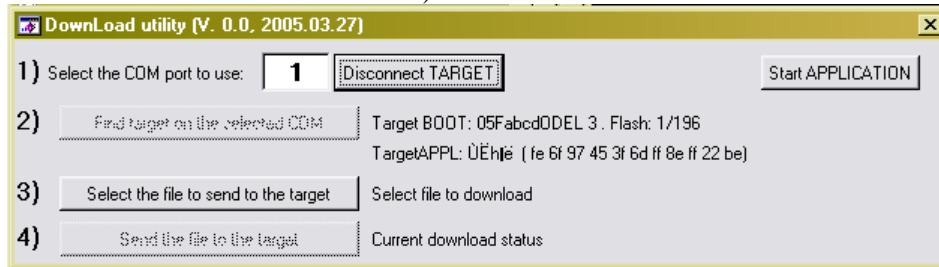 DownLoad utility (V. 0.0, 2005.03.27)
1) Select the COM port to use: 1 Disconnect TARGET Start APPLICATION
2) Find target on the selected COM Target BOOT: 05FabcdODEL 3 . Flash: 1/196
TargetAPPL: ÙËhlë ( fe 6f 97 45 3f 6d ff 8e ff 22 be)
3) Select the file to send to the target Select file to download
4) Send the file to the target Current download status